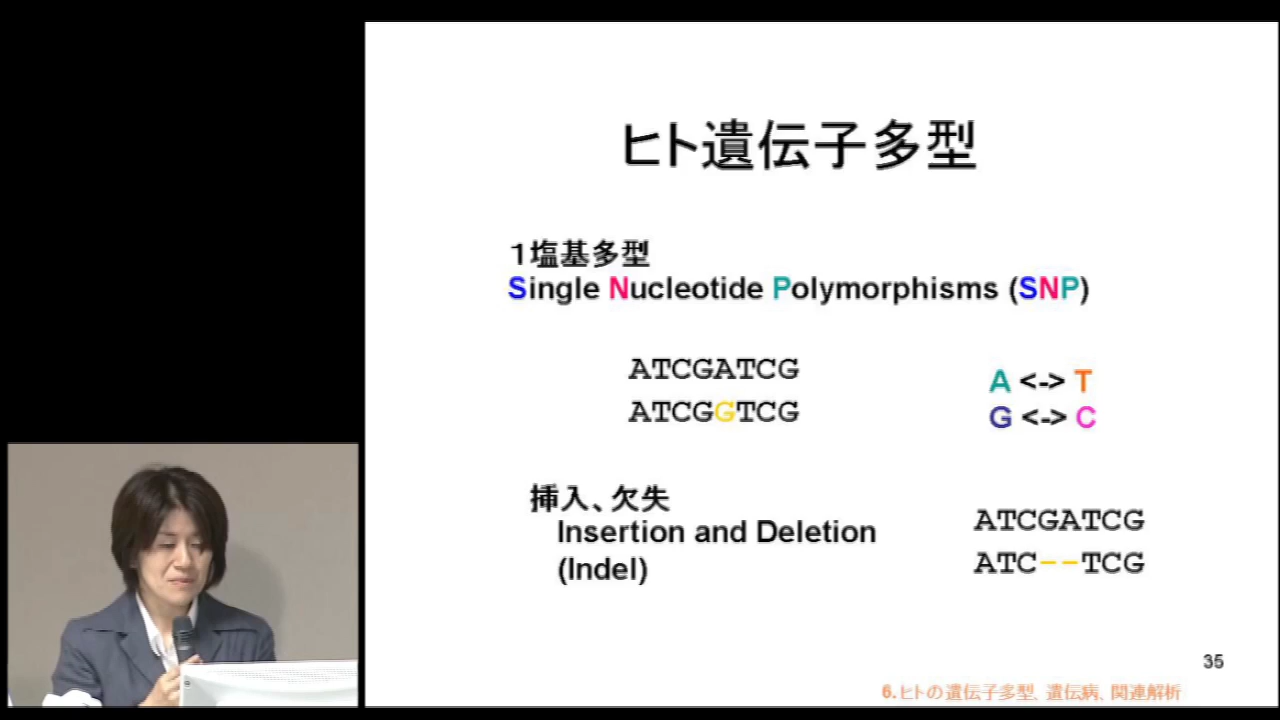 ヒト遺伝子多型
１塩基多型
Single Nucleotide Polymorphisms (SNP)
ATCGATCG
ATCGGTCG
A <-> T
G <-> C
挿入、欠失
Insertion and Deletion
(Indel)
ATCGATCG
ATC--TCG
35
6.ヒトの遺伝子多型、遺伝病、関連解析